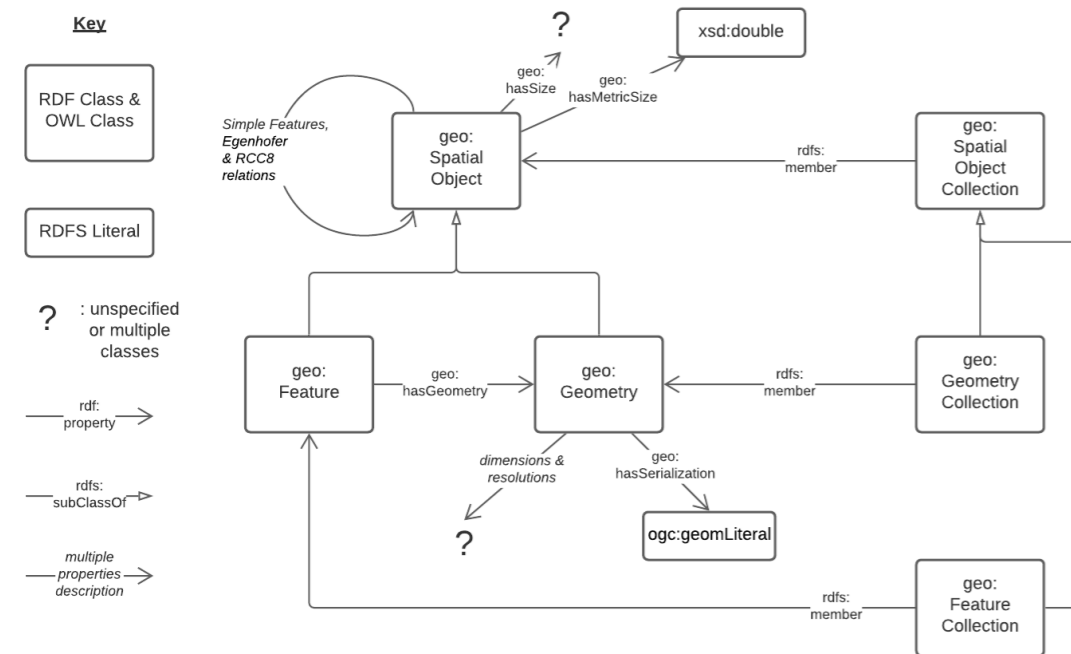 Key
RDF Class &
OWL Class
RDFS Literal
?
: unspecified
or multiple
classes
rdf:
property
rdfs:
subClassOf
multiple
properties
description
?
xsd:double
geo:
hasSize
geo:
hasMetricSize
Simple Features,
Egenhofer
& RCC8
relations
geo:
Spatial
Object
rdfs:
member
geo:
Spatial
Object
Collection
geo:
Feature
geo:
hasGeometry
geo:
Geometry
rdfs:
member
geo:
Geometry
Collection
dimensions &
resolutions
?
geo:
hasSerialization
ogc:geomLiteral
rdfs:
member
geo:
Feature
Collection